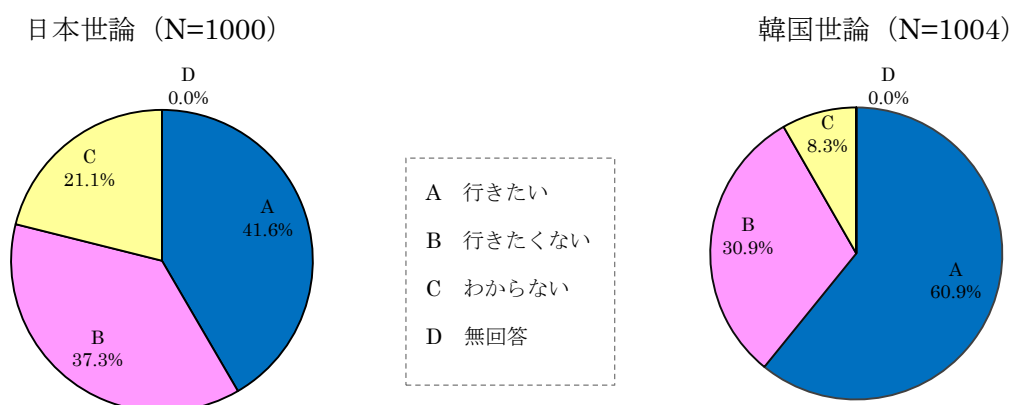 日本世論（N=1000）
D
0.0%
C
21.1%
A
41.6%
B
37.3%
A　行きたい
B　行きたくない
C　わからない
D　無回答
韓国世論（N=1004）
D
0.0%
C
8.3%
B
30.9%
A
60.9%